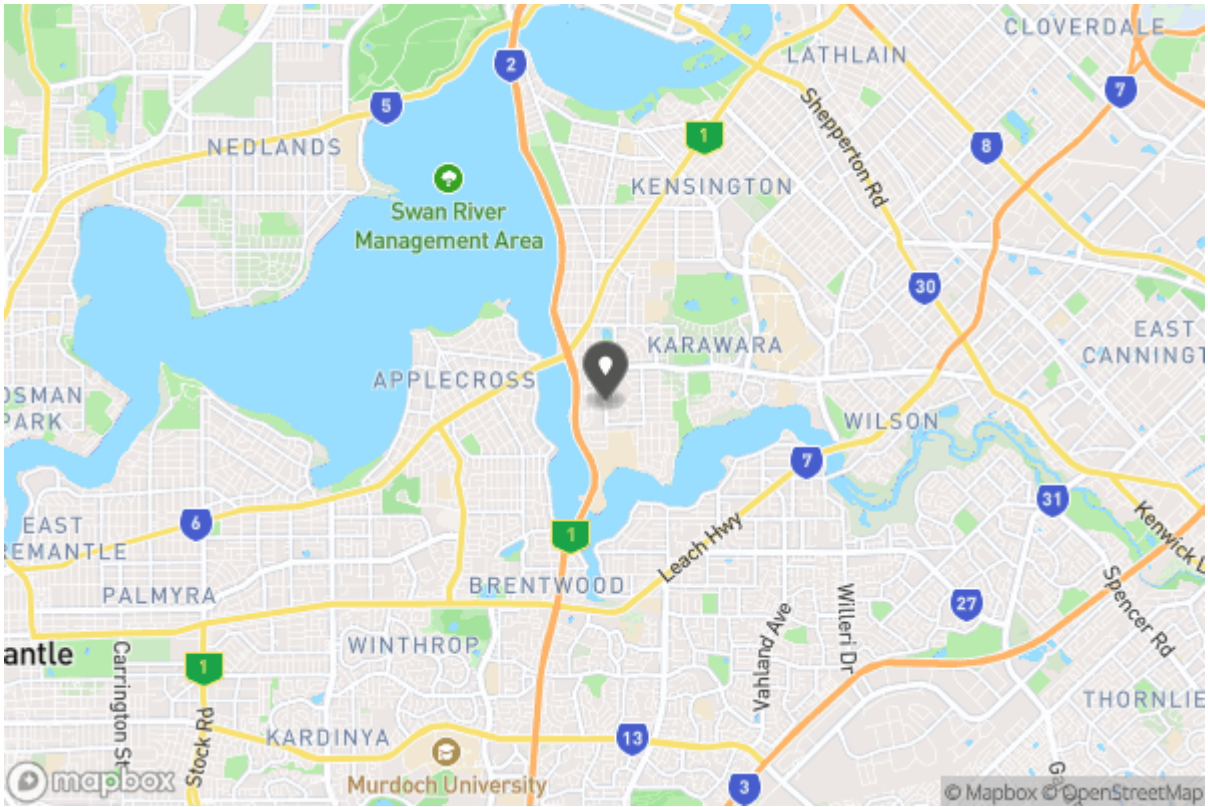 CLOVERDALE
LATHLAIN
2
7
5
1
8
NEDLANDS
KENSINGTON
Shepperton Rd
Swan River
Management Area
30
EAST
CANNINGT
KARAWARA
APPLECROSS
OSMAN
PARK
WILSON
7
31
6
EAST
REMANTLE
1
Leach Hwy
Kenwick L
BRENTWOOD
PALMYRA
27
Spencer Rd
Willeri Dr
Vahland Ave
WINTHROP
antle
Carrington St
1
THORNLIE
Stock Rd
KARDINYA
13
Murdoch University
3
Ga
mapbox
© Mapbox © OpenStreetMap